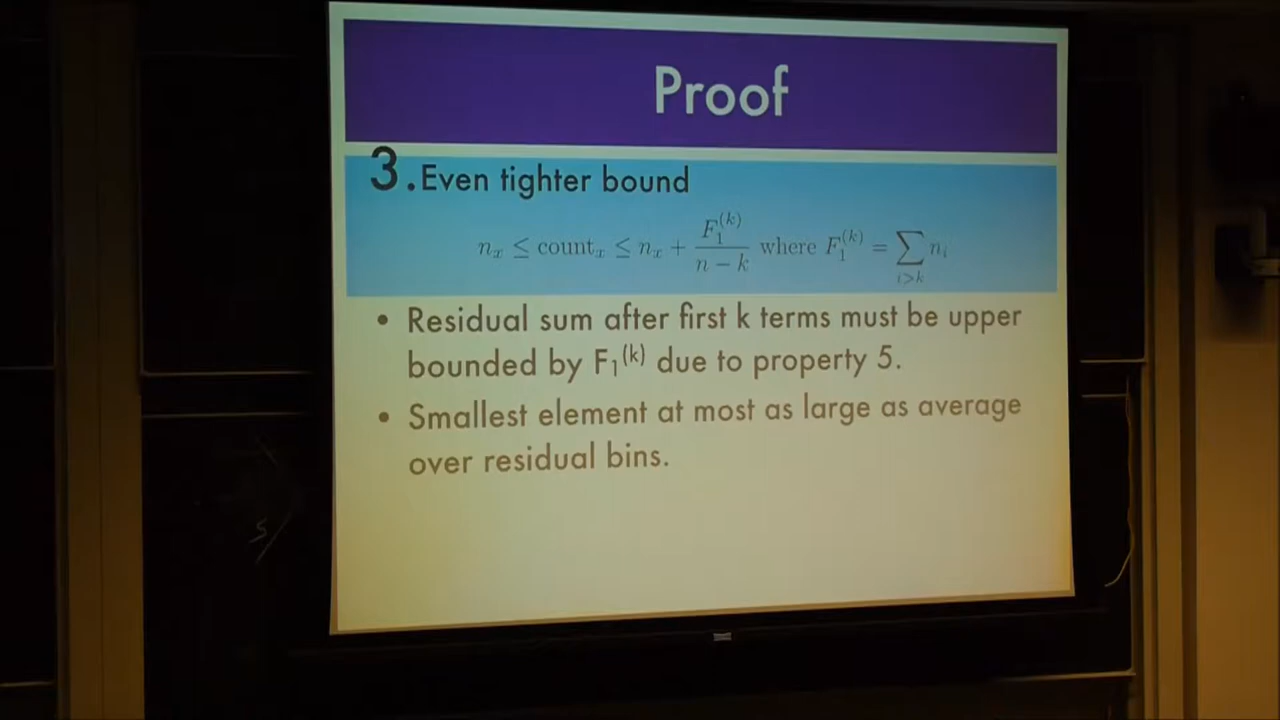 Proof
3. Even tighter bound
n_x ≤ count_x ≤ n_x + F_1^{(k)} / (n − k) where F_1^{(k)} = ∑_{i>k} n_i
• Residual sum after first k terms must be upper
bounded by F₁⁽ᵏ⁾ due to property 5.
• Smallest element at most as large as average
over residual bins.